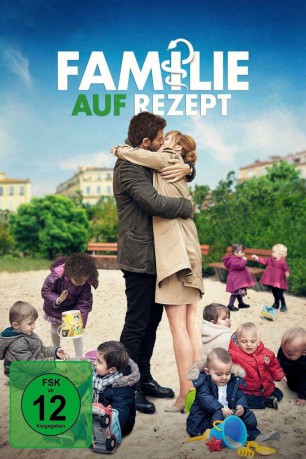 FAMILIE
AUF REZEPT
FSK
ab
12
freigegeben